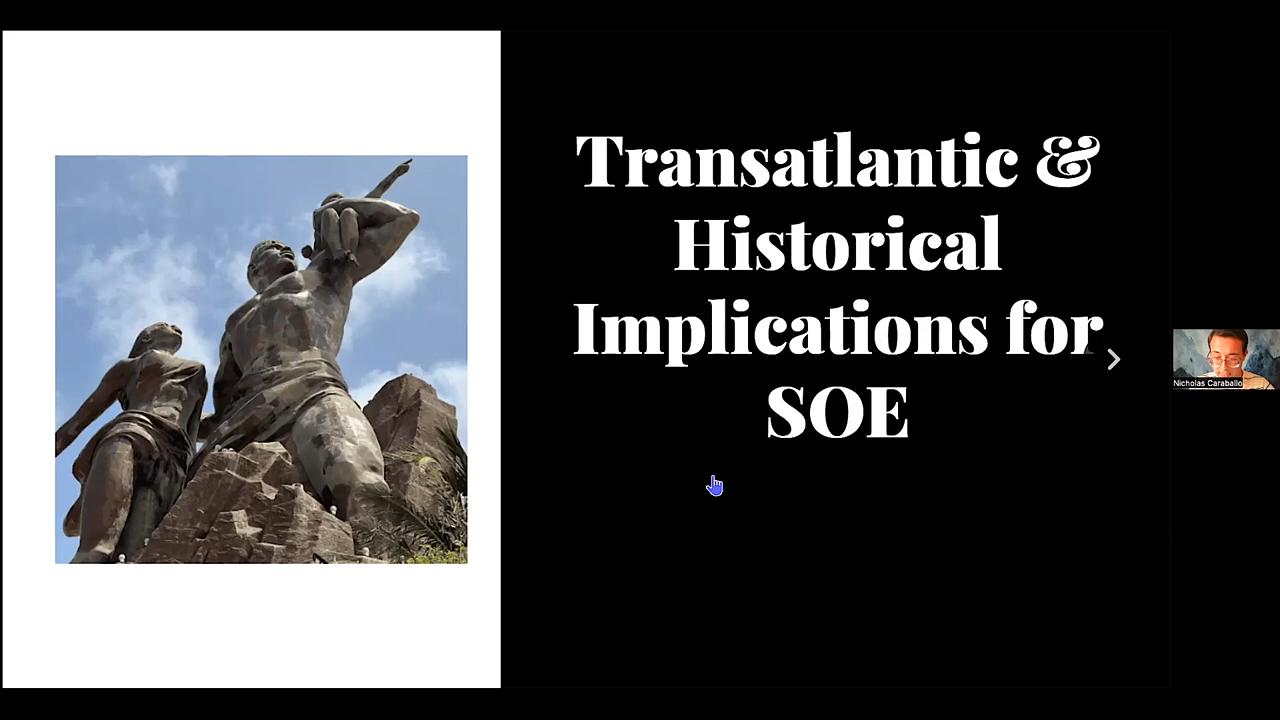 Transatlantic &
Historical
Implications for
SOE
Nicholas Caraballo